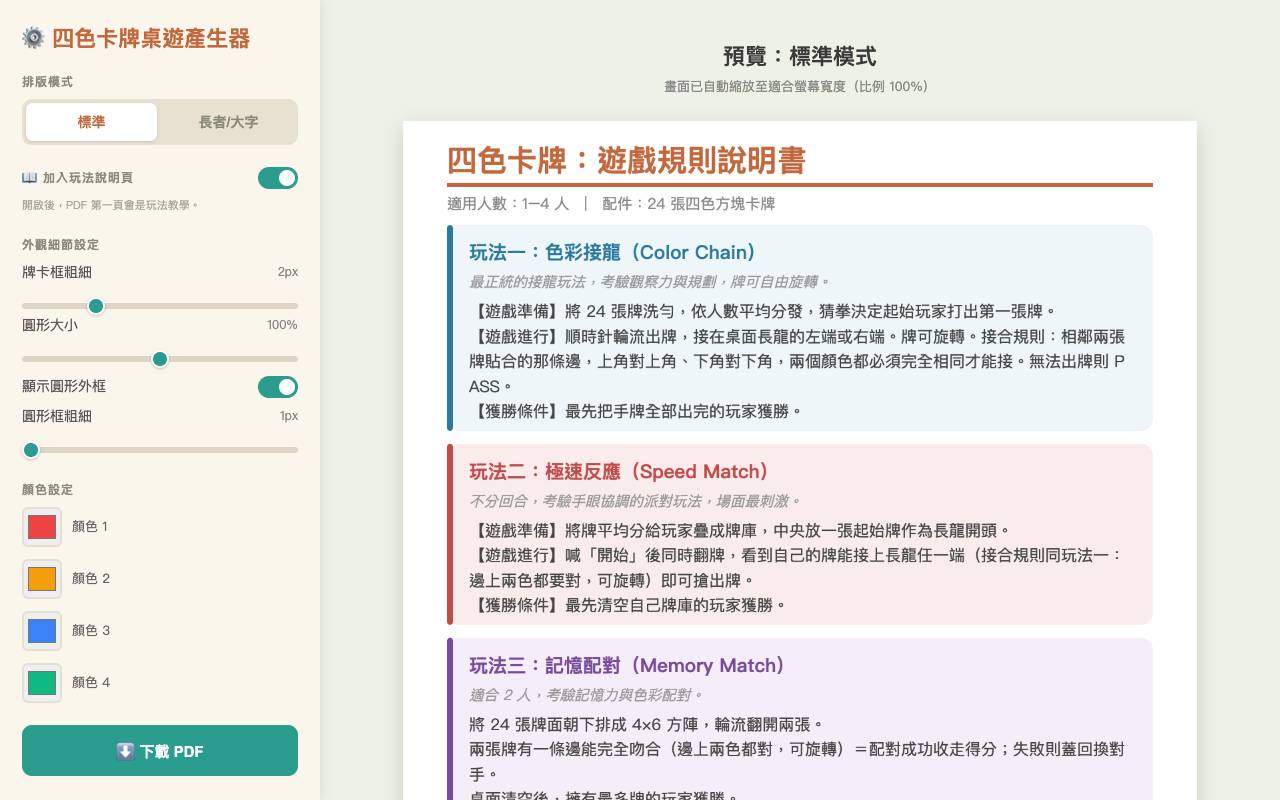 四色卡牌桌遊產生器
排版模式
標準
長者/大字
加入玩法說明頁
開啟後，PDF 第一頁會是玩法教學。
外觀細節設定
牌卡框粗細
2px
圓形大小
100%
顯示圓形外框
圓形框粗細
1px
顏色設定
顏色 1
顏色 2
顏色 3
顏色 4
下載 PDF
預覽：標準模式
畫面已自動縮放至適合螢幕寬度（比例 100%）
四色卡牌：遊戲規則說明書
適用人數：1–4 人 ｜ 配件：24 張四色方塊卡牌
玩法一：色彩接龍（Color Chain）
最正統的接龍玩法，考驗觀察力與規劃，牌可自由旋轉。
【遊戲準備】將 24 張牌洗勻，依人數平均分發，猜拳決定起始玩家打出第一張牌。
【遊戲進行】順時針輪流出牌，接在桌面長龍的左端或右端。牌可旋轉。接合規則：相鄰兩張
牌貼合的那條邊，上角對上角、下角對下角，兩個顏色都必須完全相同才能接。無法出牌則 P
ASS。
【獲勝條件】最先把手牌全部出完的玩家獲勝。
玩法二：極速反應（Speed Match）
不分回合，考驗手眼協調的派對玩法，場面最刺激。
【遊戲準備】將牌平均分給玩家疊成牌庫，中央放一張起始牌作為長龍開頭。
【遊戲進行】喊「開始」後同時翻牌，看到自己的牌能接上長龍任一端（接合規則同玩法一：
邊上兩色都要對，可旋轉）即可搶出牌。
【獲勝條件】最先清空自己牌庫的玩家獲勝。
玩法三：記憶配對（Memory Match）
適合 2 人，考驗記憶力與色彩配對。
將 24 張牌面朝下排成 4×6 方陣，輪流翻開兩張。
兩張牌有一條邊能完全吻合（邊上兩色都對，可旋轉）＝配對成功收走得分；失敗則蓋回換對
手。
桌面清空後，擁有最多牌的玩家獲勝。